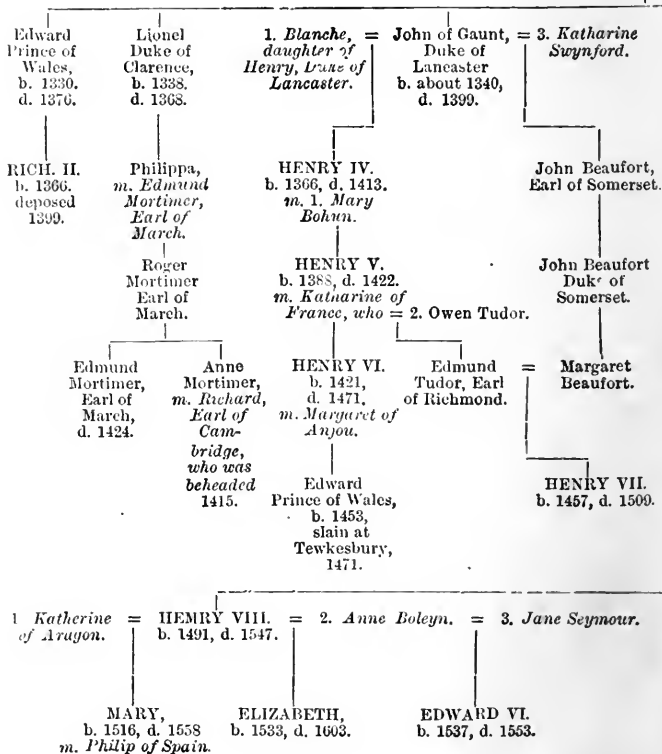 Edward
Prince of
Wales,
b. 1330.
d. 1376.
Lionel
Duke of
Clarence,
b. 1338.
d. 1368.
1. Blanche,
daughter of
Henry, Duke of
Lancaster.
=
John of Gaunt,
Duke of
Lancaster
b. about 1340,
d. 1399.
=
3. Katharine
Swynford.
RICH. II.
b. 1366.
deposed
1399.
Philippa,
m. Edmund
Mortimer,
Earl of
March.
HENRY IV.
b. 1366, d. 1413.
m. 1. Mary
Bohun.
John Beaufort,
Earl of Somerset.
Roger
Mortimer
Earl of
March.
HENRY V.
b. 1388, d. 1422.
m. Katharine of
France, who = 2. Owen Tudor.
John Beaufort
Duke of
Somerset.
Edmund
Mortimer,
Earl of
March,
d. 1424.
Anne
Mortimer,
m. Richard,
Earl of
Cam-
bridge,
who was
beheaded
1415.
HENRY VI.
b. 1421,
d. 1471.
m. Margaret of
Anjou.
Edmund
Tudor, Earl
of Richmond.
=
Margaret
Beaufort.
Edward
Prince of Wales,
b. 1453,
slain at
Tewkesbury,
1471.
HENRY VII.
b. 1457, d. 1509.
1 Katherine
of Aragon.
=
HEMRY VIII.
b. 1491, d. 1547.
=
2. Anne Boleyn.
=
3. Jane Seymour.
MARY,
b. 1516, d. 1558
m. Philip of Spain.
ELIZABETH,
b. 1533, d. 1603.
EDWARD VI.
b. 1537, d. 1553.